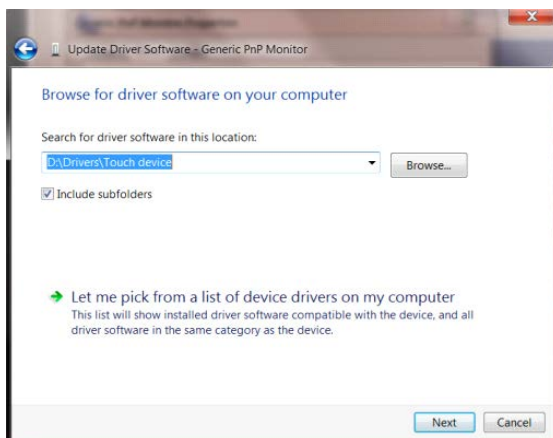 Update Driver Software - Generic PnP Monitor
Browse for driver software on your computer
Search for driver software in this location:
D:\Drivers\Touch device
Browse...
Include subfolders
Let me pick from a list of device drivers on my computer
This list will show installed driver software compatible with the device, and all
driver software in the same category as the device.
Next
Cancel